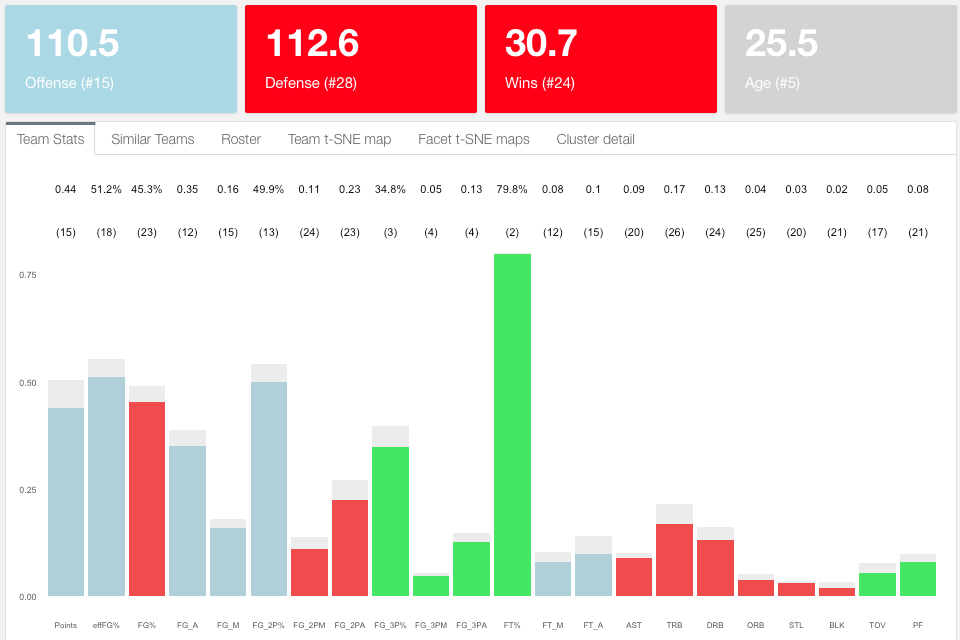 110.5 112.6 30.7 25.5
Offense (#15) Defense (#28) Wins (#24) Age (#5)
Team Stats Similar Teams Roster Team t-SNE map Facet t-SNE maps Cluster detail
0.44 51.2% 45.3% 0.35 0.16 49.9% 0.11 0.23 34.8% 0.05 0.13 79.8% 0.08 0.1 0.09 0.17 0.13 0.04 0.03 0.02 0.05 0.08
(15) (18) (23) (12) (15) (13) (24) (23) (3) (4) (4) (2) (12) (15) (20) (26) (24) (25) (20) (21) (17) (21)
0.75
0.50
0.25
0.00
Points effFG% FG% FG_A FG_M FG_2P% FG_2PM FG_2PA FG_3P% FG_3PM FG_3PA FT% FT_M FT_A AST TRB DRB ORB STL BLK TOV PF